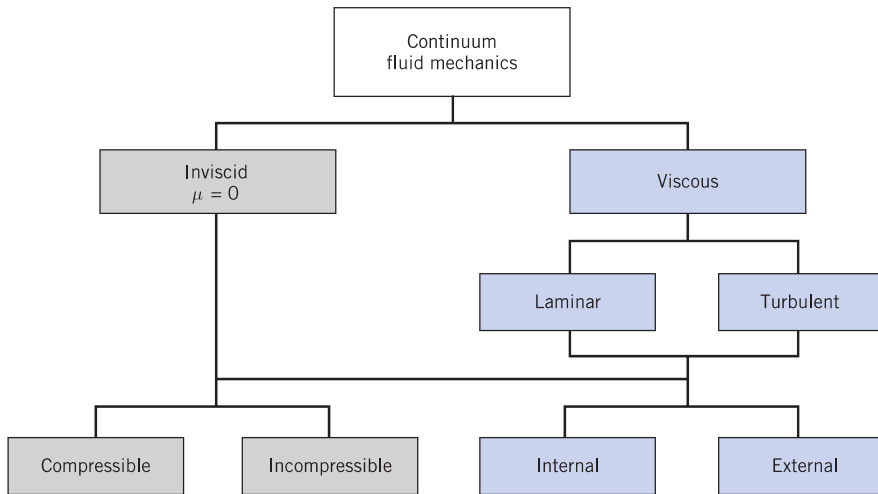 Continuum
fluid mechanics
Inviscid
μ = 0
Viscous
Laminar
Turbulent
Compressible
Incompressible
Internal
External